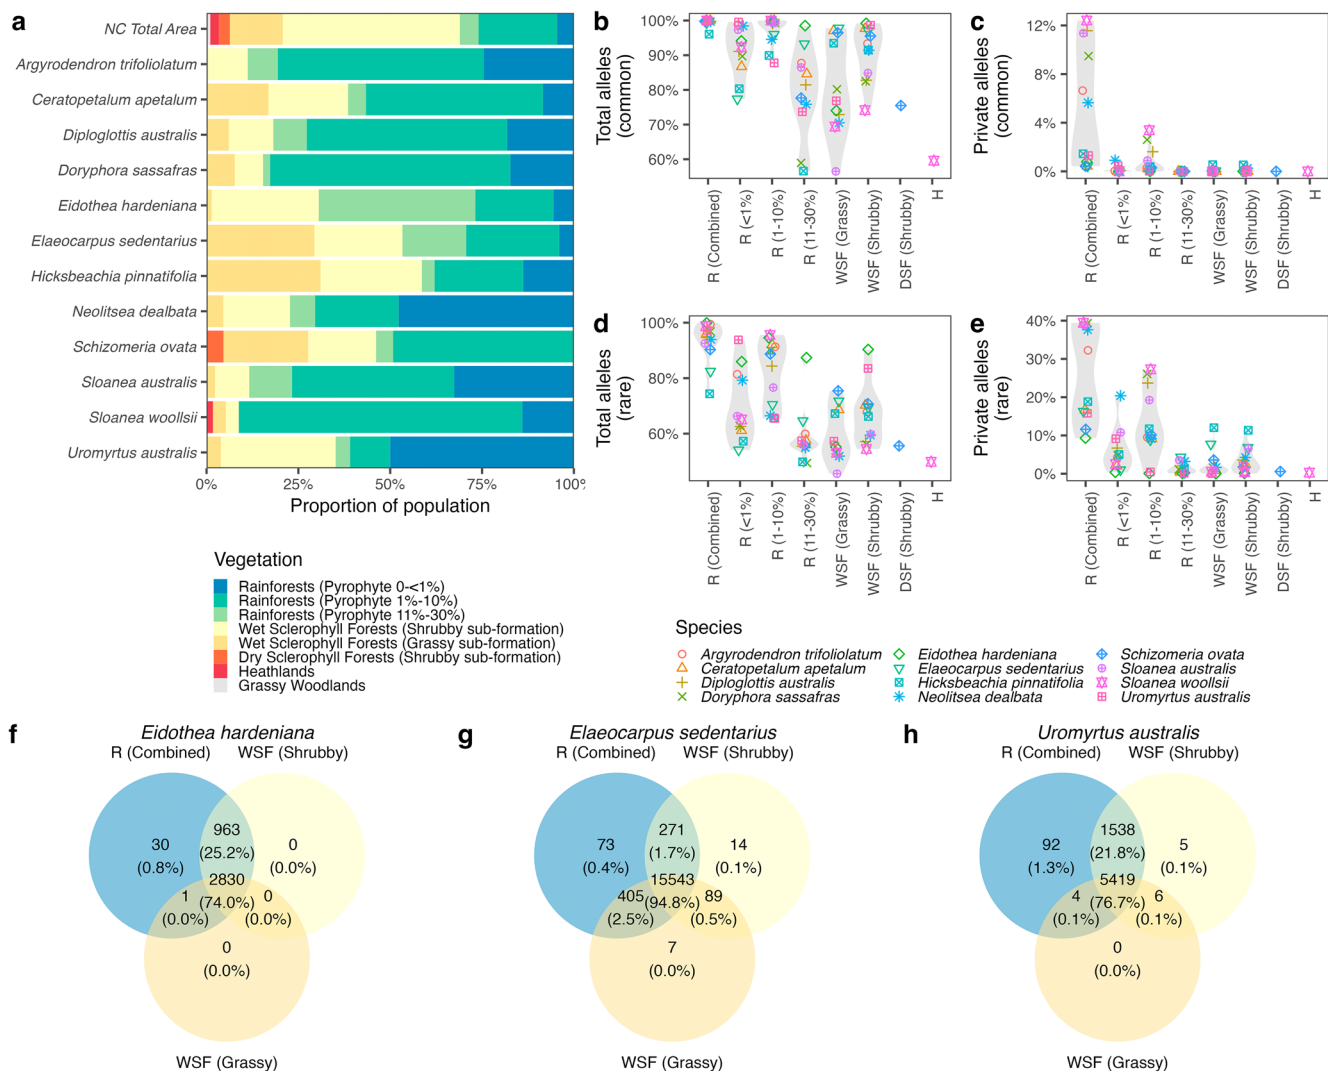 a
NC Total Area
Argyrodendron trifoliolatum
Ceratopetalum apetalum
Diploglottis australis
Doryphora sassafras
Eidothea hardeniana
Elaeocarpus sedentarius
Hicksbeachia pinnatifolia
Neolitsea dealbata
Schizomeria ovata
Sloanea australis
Sloanea woollsii
Uromyrtus australis
0% 25% 50% 75% 100%
Proportion of population
Vegetation
Rainforests (Pyrophyte 0-<1%)
Rainforests (Pyrophyte 1%-10%)
Rainforests (Pyrophyte 11%-30%)
Wet Sclerophyll Forests (Shrubby sub-formation)
Wet Sclerophyll Forests (Grassy sub-formation)
Dry Sclerophyll Forests (Shrubby sub-formation)
Heathlands
Grassy Woodlands
b
Total alleles
(common)
100%
90%
80%
70%
60%
R (Combined)
R (<1%)
R (1-10%)
R (11-30%)
WSF (Grassy)
WSF (Shrubby)
DSF (Shrubby)
H
c
Private alleles
(common)
12%
8%
4%
0%
R (Combined)
R (<1%)
R (1-10%)
R (11-30%)
WSF (Grassy)
WSF (Shrubby)
DSF (Shrubby)
H
d
Total alleles
(rare)
100%
80%
60%
R (Combined)
R (<1%)
R (1-10%)
R (11-30%)
WSF (Grassy)
WSF (Shrubby)
DSF (Shrubby)
H
e
Private alleles
(rare)
40%
30%
20%
10%
0%
R (Combined)
R (<1%)
R (1-10%)
R (11-30%)
WSF (Grassy)
WSF (Shrubby)
DSF (Shrubby)
H
Species
Argyrodendron trifoliolatum
Ceratopetalum apetalum
Diploglottis australis
Doryphora sassafras
Eidothea hardeniana
Elaeocarpus sedentarius
Hicksbeachia pinnatifolia
Neolitsea dealbata
Schizomeria ovata
Sloanea australis
Sloanea woollsii
Uromyrtus australis
f
Eidothea hardeniana
R (Combined) WSF (Shrubby)
963
(25.2%)
30
(0.8%)
0
(0.0%)
2830
(74.0%)
1
(0.0%)
0
(0.0%)
0
(0.0%)
WSF (Grassy)
g
Elaeocarpus sedentarius
R (Combined) WSF (Shrubby)
271
(1.7%)
73
(0.4%)
14
(0.1%)
15543
(94.8%)
405
(2.5%)
89
(0.5%)
7
(0.0%)
WSF (Grassy)
h
Uromyrtus australis
R (Combined) WSF (Shrubby)
1538
(21.8%)
92
(1.3%)
5
(0.1%)
5419
(76.7%)
4
(0.1%)
6
(0.1%)
0
(0.0%)
WSF (Grassy)